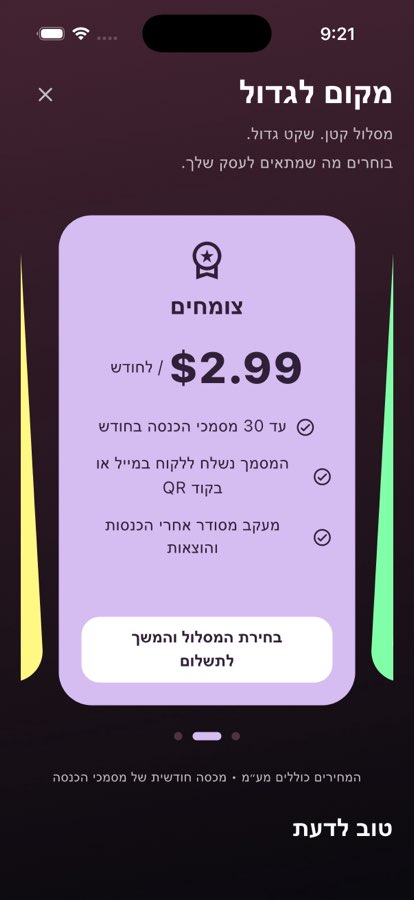 9:21
מקום לגדול
מסלול קטן. שקט גדול.
בוחרים מה שמתאים לעסק שלך.
צומחים
$2.99 / לחודש
עד 30 מסמכי הכנסה בחודש
המסמך נשלח ללקוח במייל או
בקוד QR
מעקב מסודר אחרי הכנסות
והוצאות
בחירת המסלול והמשך
לתשלום
המחירים כוללים מע״מ • מכסה חודשית של מסמכי הכנסה
טוב לדעת